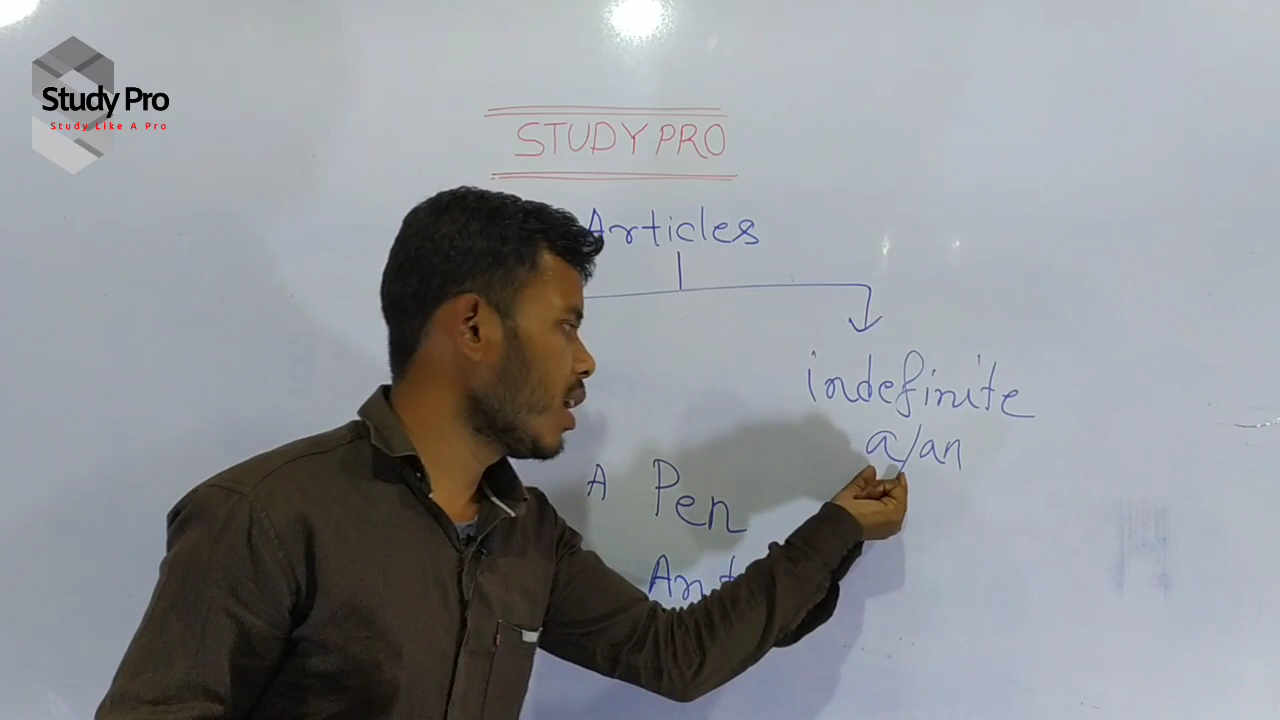 Study Pro
Study Like A Pro
STUDY PRO
Articles
indefinite
a/an
A Pen